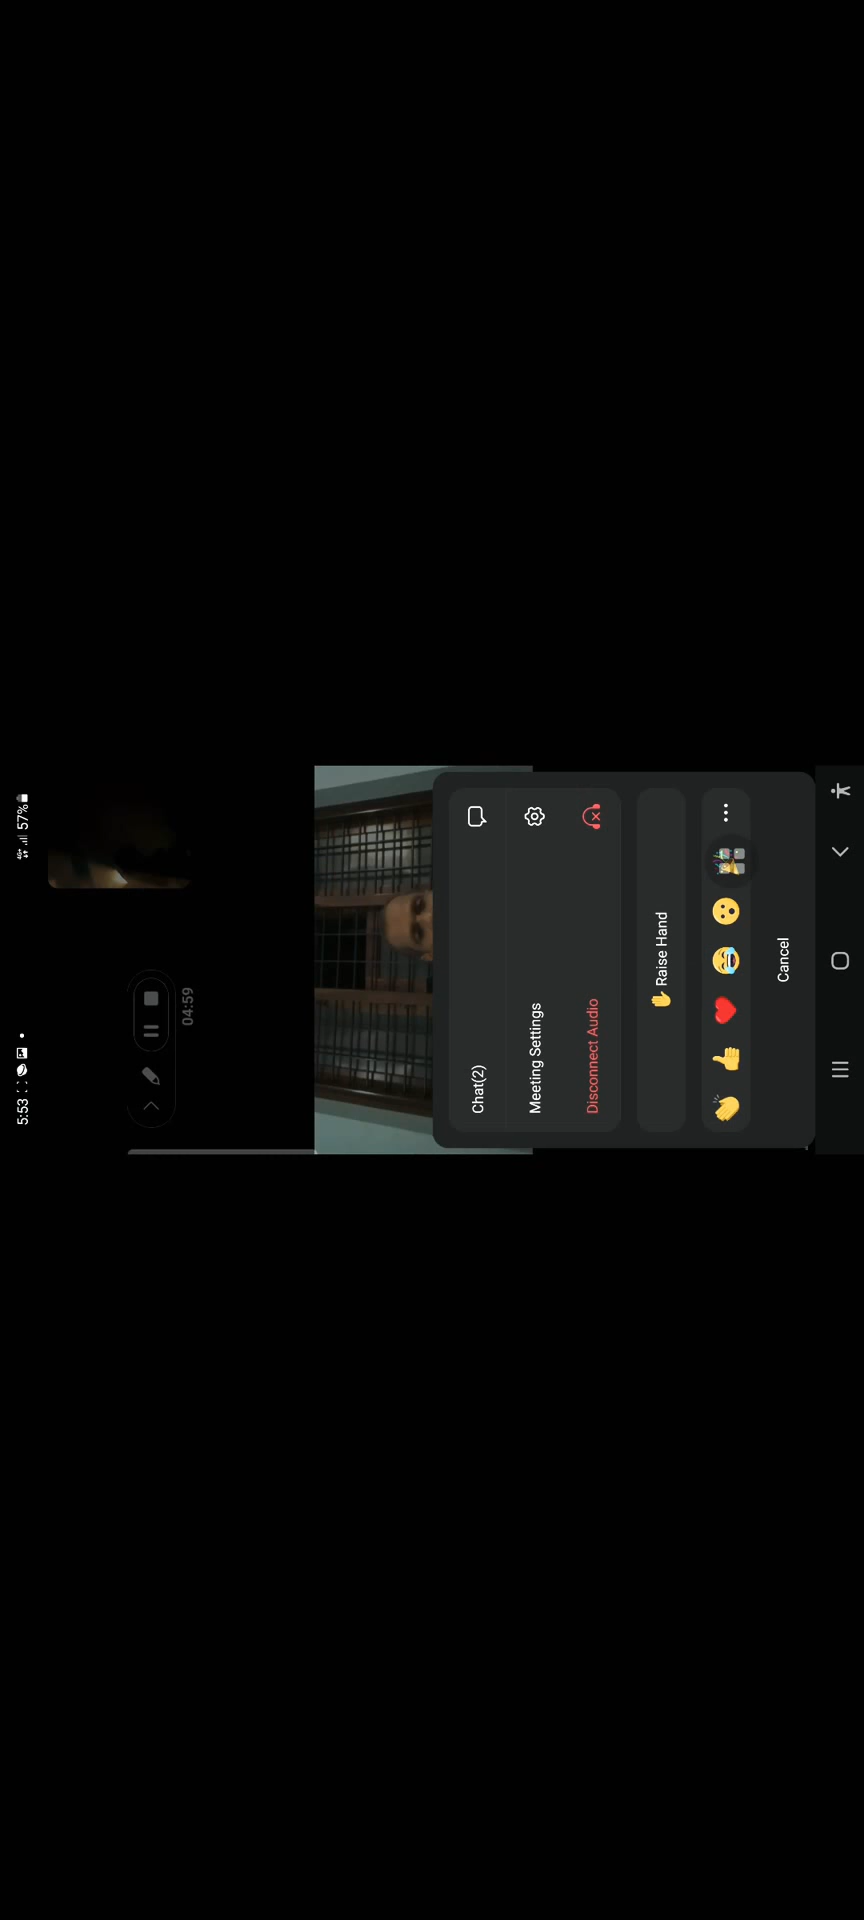 5:53
57%
04:59
Chat(2)
Meeting Settings
Disconnect Audio
Raise Hand
Cancel